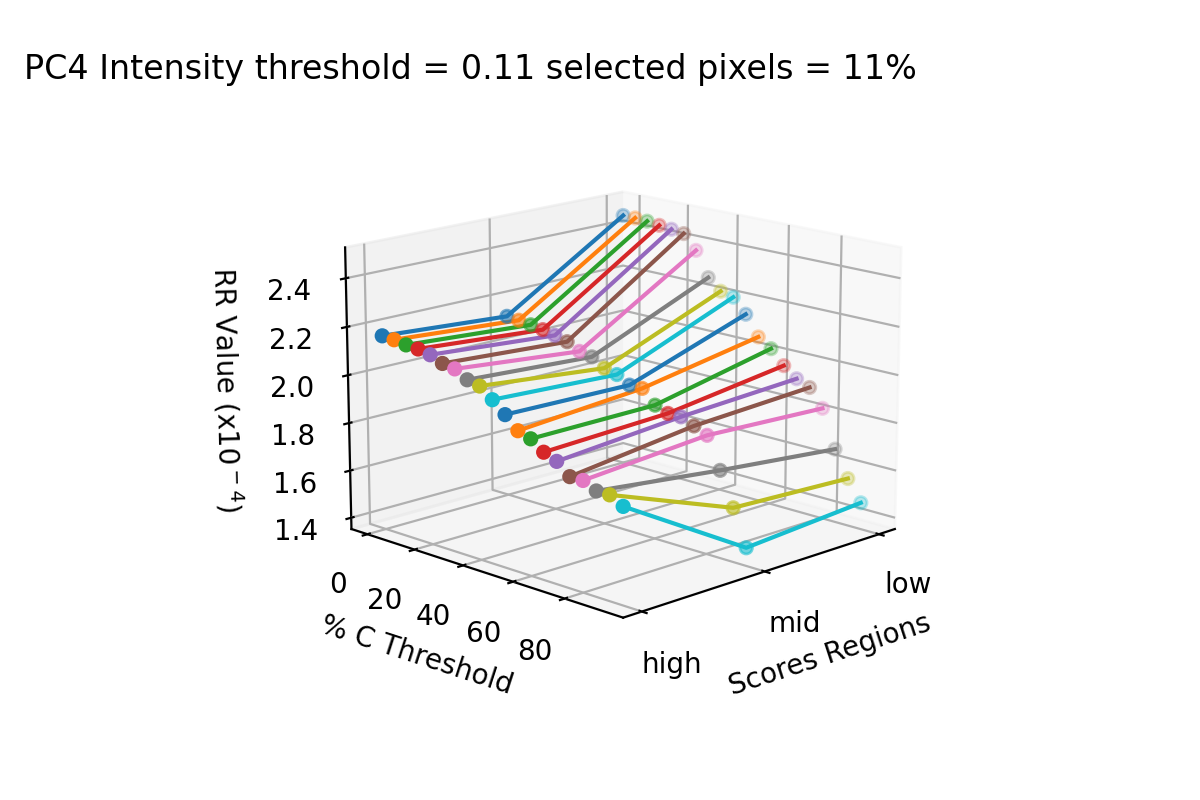 PC4 Intensity threshold = 0.11 selected pixels = 11%
RR Value (x10⁻⁴)
2.4
2.2
2.0
1.8
1.6
1.4
0
20
40
60
80
% C Threshold
high
mid
low
Scores Regions